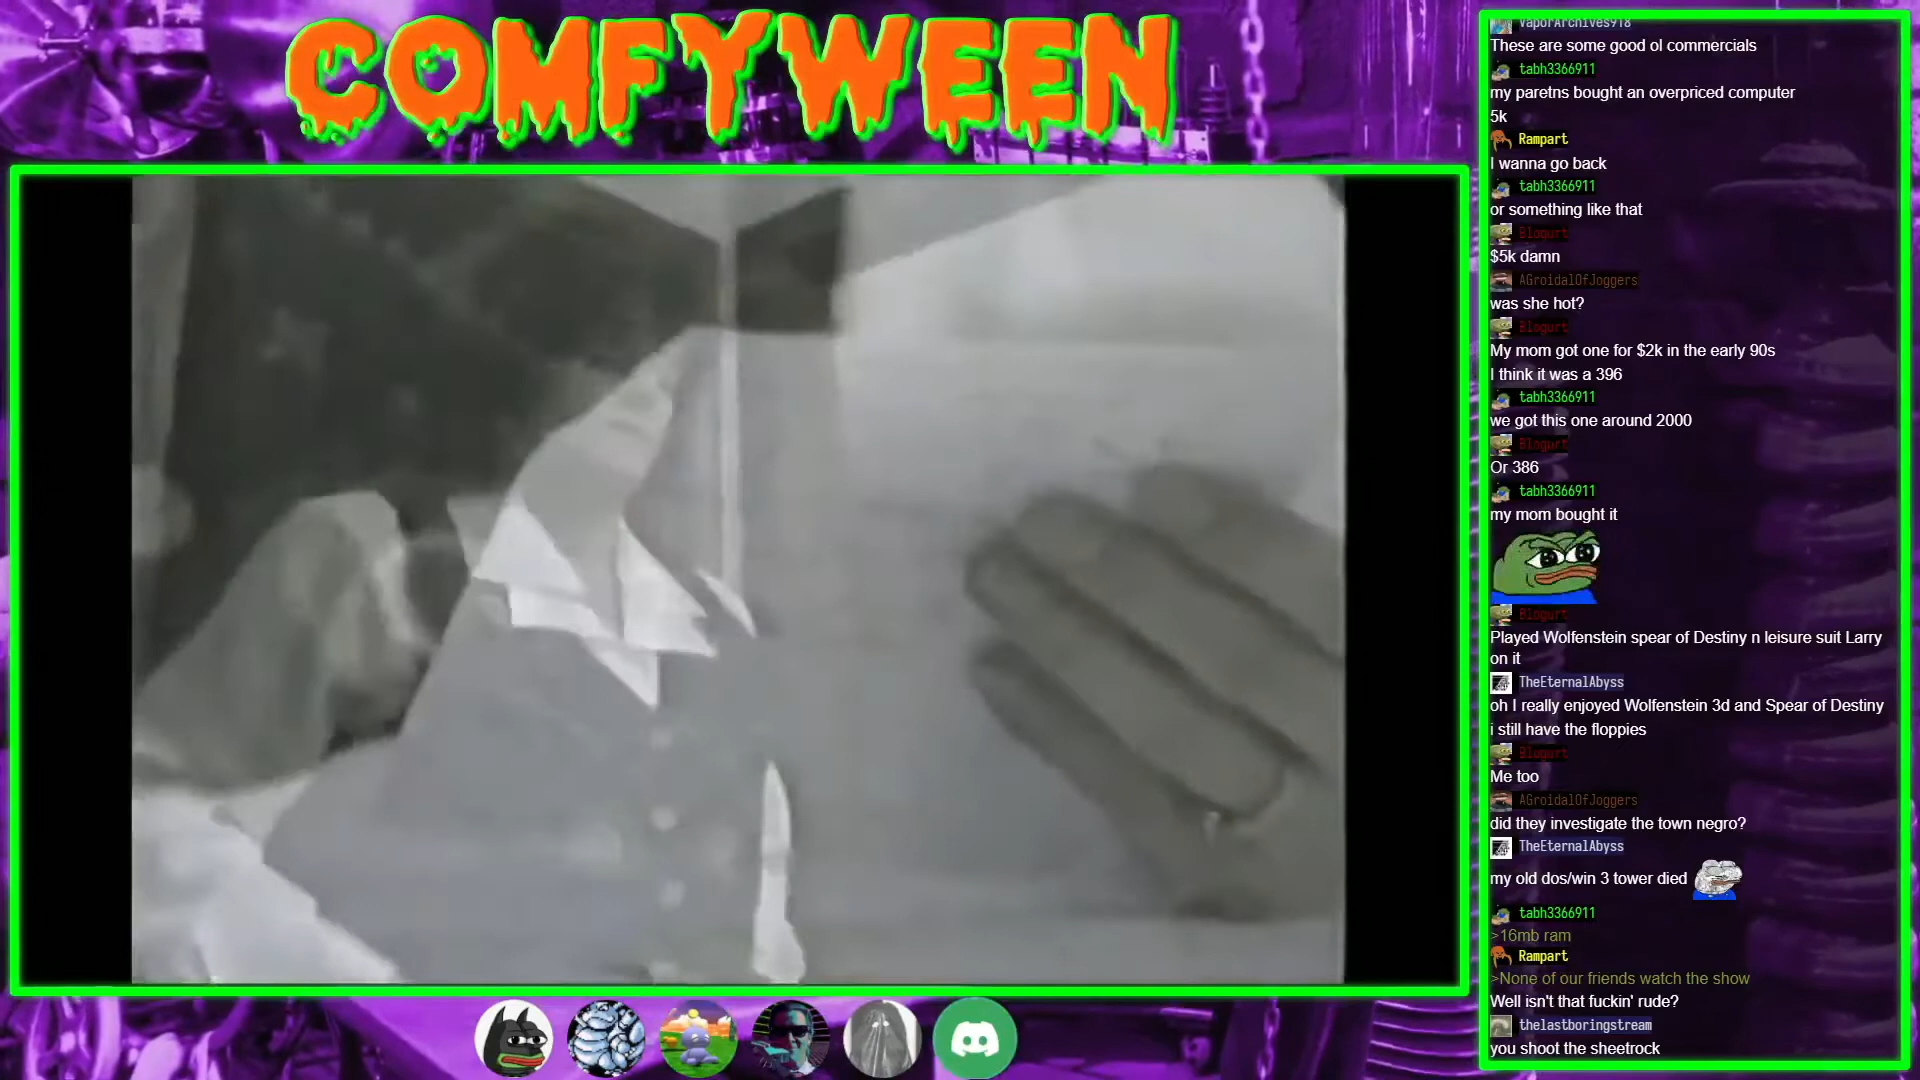 COMFYWEEN
VaporArchives918
These are some good ol commercials
tabh3366911
my paretns bought an overpriced computer
5k
Rampart
I wanna go back
tabh3366911
or something like that
Blogurt
$5k damn
AGroidalOfJoggers
was she hot?
Blogurt
My mom got one for $2k in the early 90s
I think it was a 396
tabh3366911
we got this one around 2000
Blogurt
Or 386
tabh3366911
my mom bought it
Blogurt
Played Wolfenstein spear of Destiny n leisure suit Larry
on it
TheEternalAbyss
oh I really enjoyed Wolfenstein 3d and Spear of Destiny
i still have the floppies
Blogurt
Me too
AGroidalOfJoggers
did they investigate the town negro?
TheEternalAbyss
my old dos/win 3 tower died
tabh3366911
>16mb ram
Rampart
>None of our friends watch the show
Well isn't that fuckin' rude?
thelastboringstream
you shoot the sheetrock